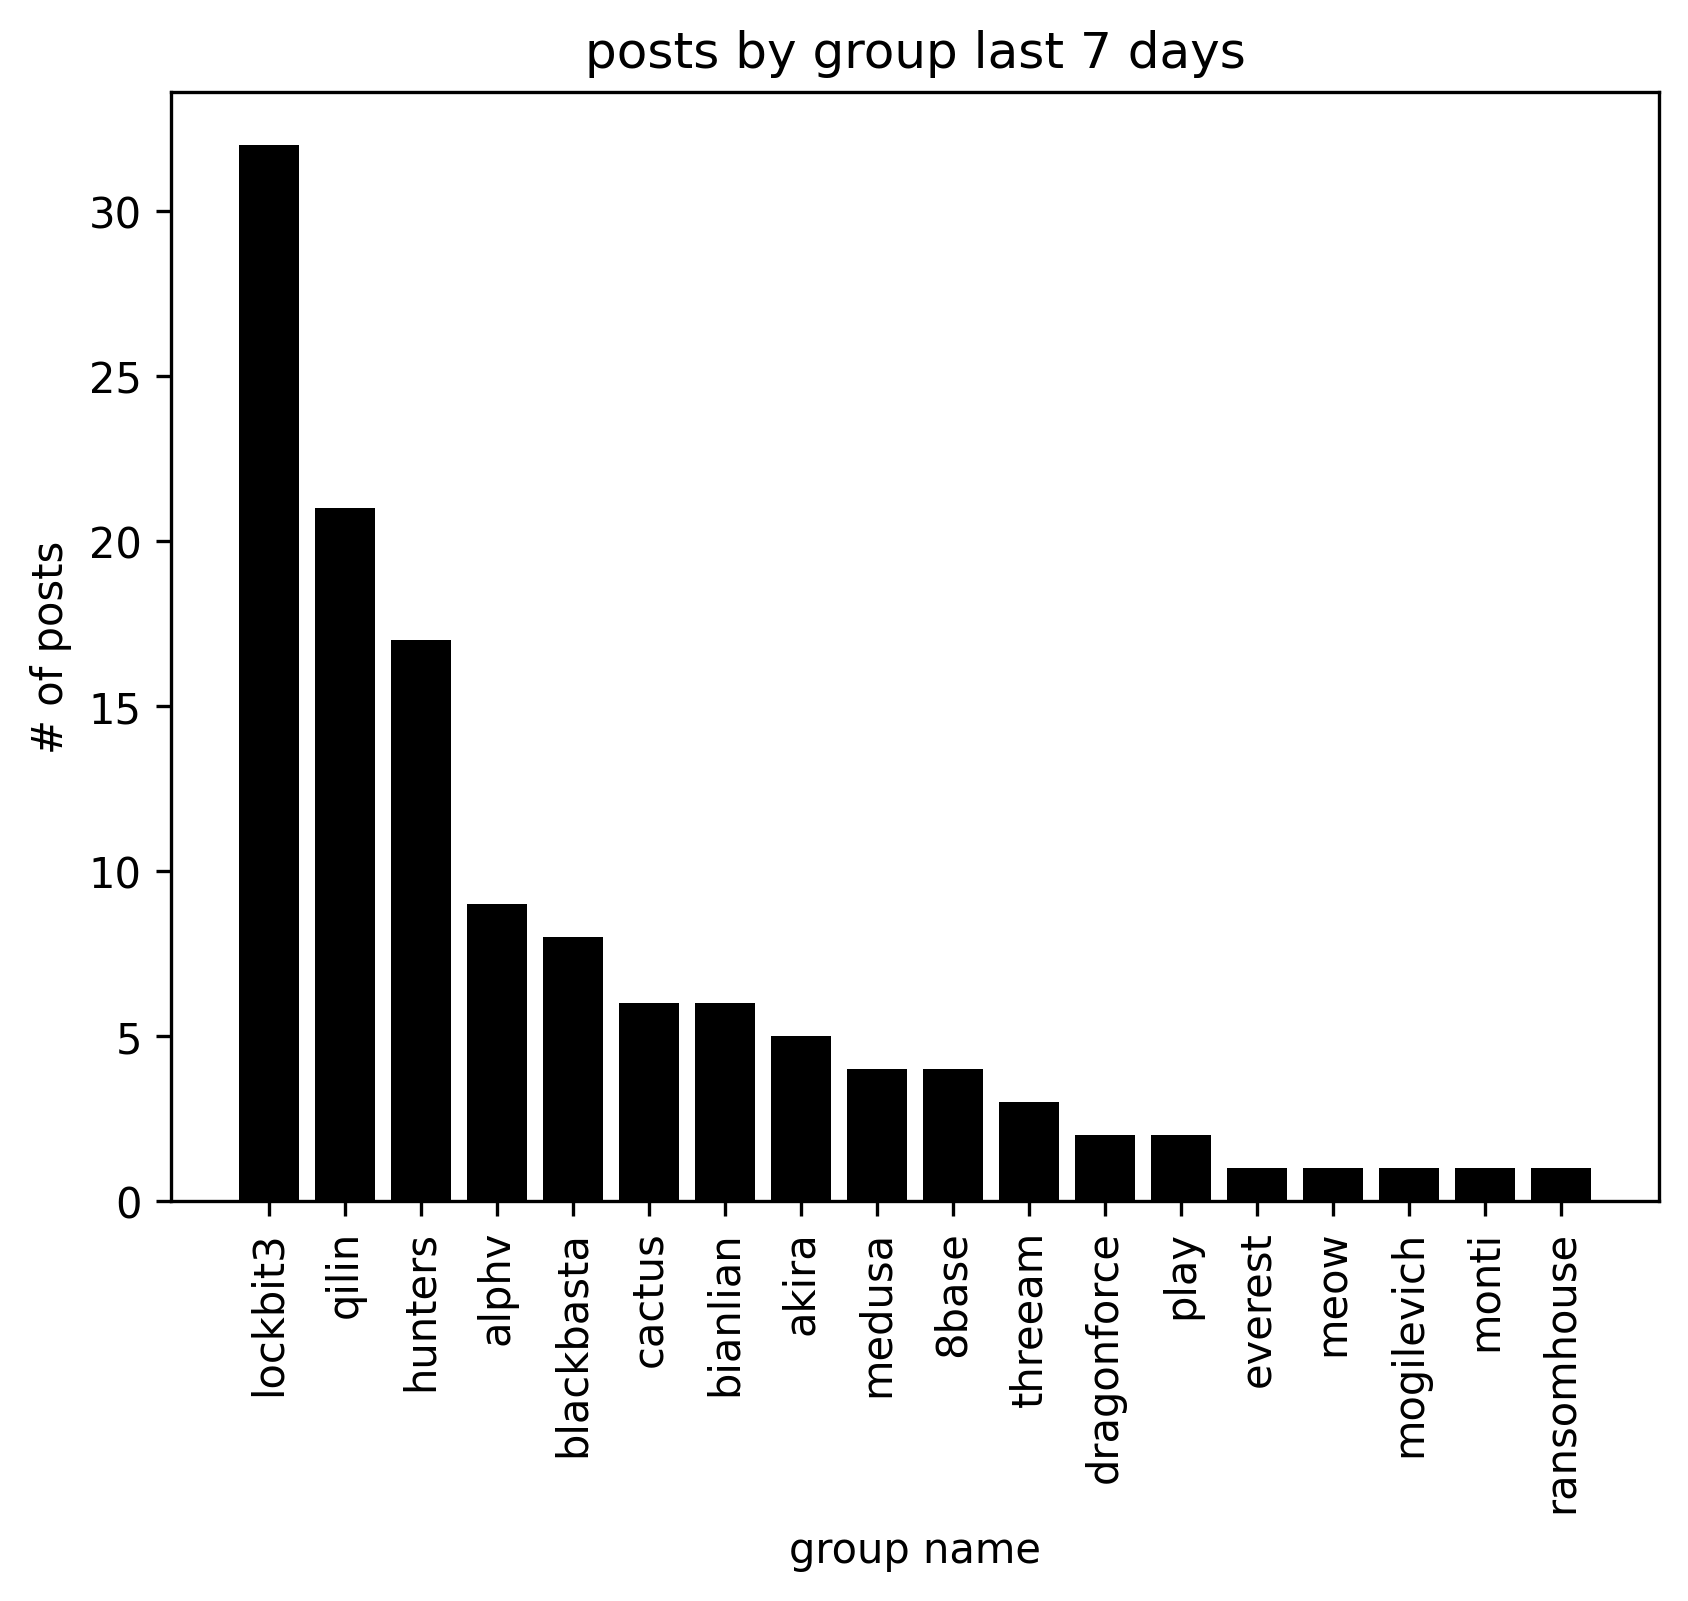 posts by group last 7 days
# of posts
30
25
20
15
10
5
0
lockbit3
qilin
hunters
alphv
blackbasta
cactus
bianlian
akira
medusa
8base
threeam
dragonforce
play
everest
meow
mogilevich
monti
ransomhouse
group name